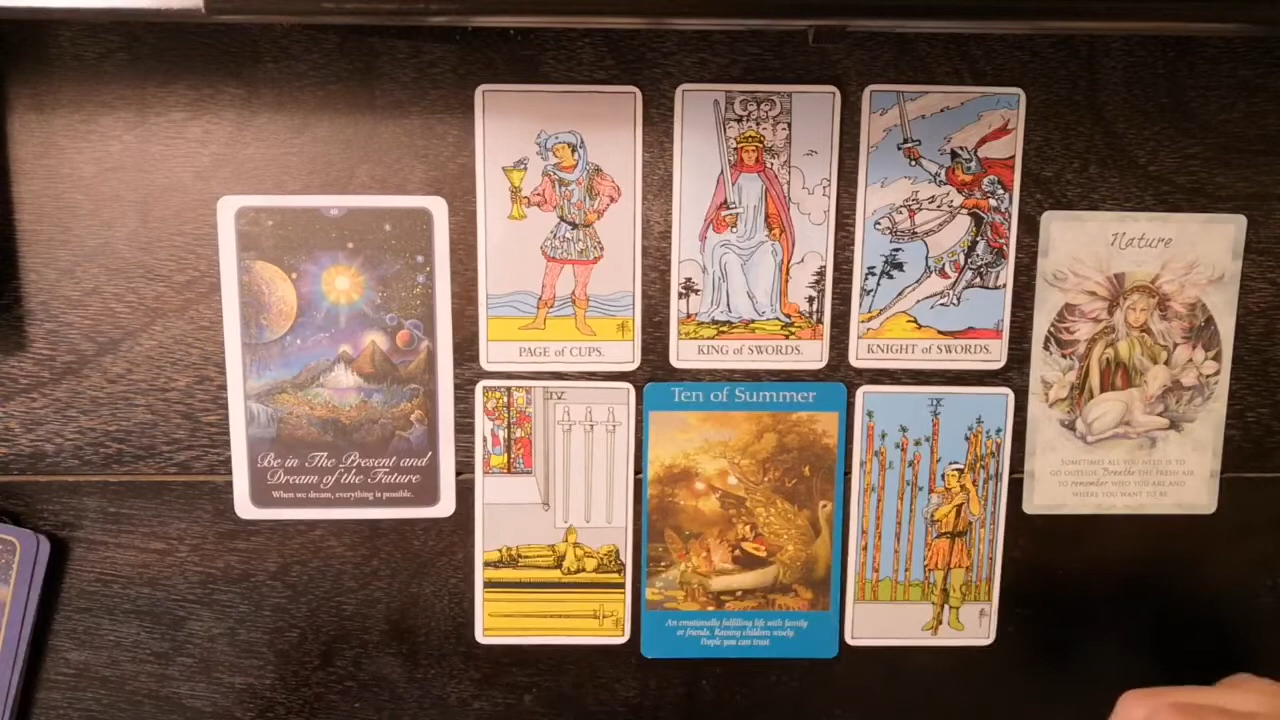 40
Be in The Present and
Dream of the Future
When we dream, everything is possible.
PAGE of CUPS.
KING of SWORDS.
KNIGHT of SWORDS.
Nature
SOMETIMES ALL YOU NEED IS TO
GO OUTSIDE. Breathe THE FRESH AIR
TO remember WHO YOU ARE AND
WHERE YOU WANT TO BE.
IV
Ten of Summer
An emotionally fulfilling life with family
or friends. Raising children wisely.
People you can trust
IX